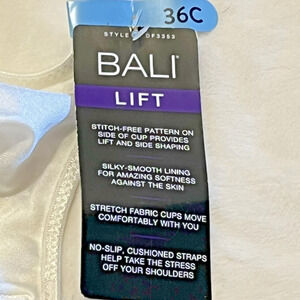 36C
STYLE DF3353
BALI
LIFT
STITCH-FREE PATTERN ON
SIDE OF CUP PROVIDES
LIFT AND SIDE SHAPING
SILKY-SMOOTH LINING
FOR AMAZING SOFTNESS
AGAINST THE SKIN
STRETCH FABRIC CUPS MOVE
COMFORTABLY WITH YOU
NO-SLIP, CUSHIONED STRAPS
HELP TAKE THE STRESS
OFF YOUR SHOULDERS